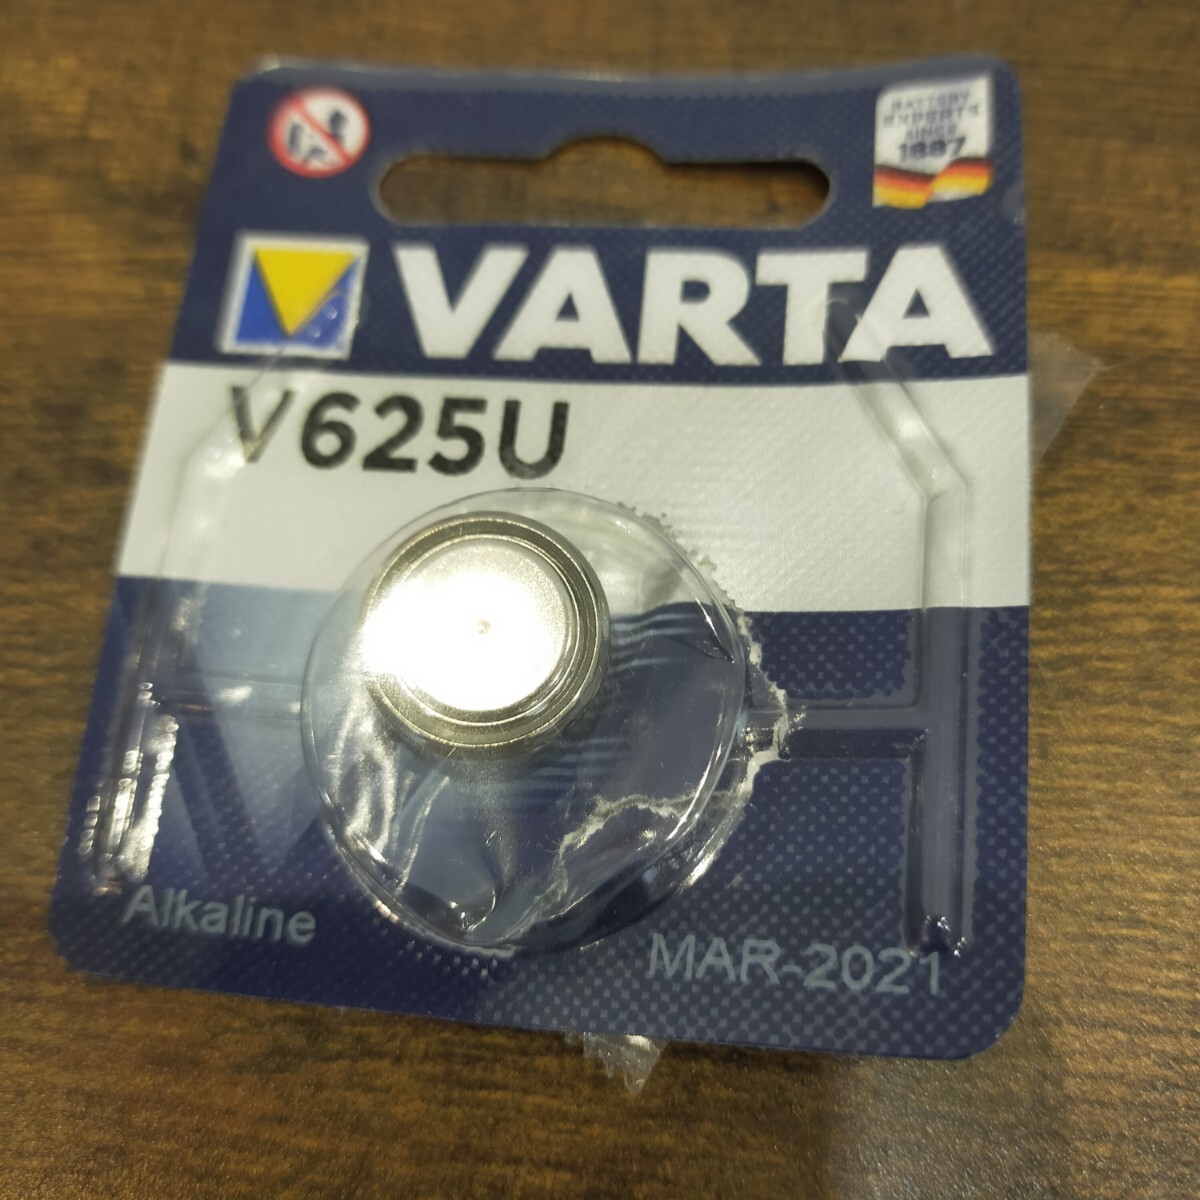 BATTERY
EXPERTS
SINCE
1887
VARTA
V625U
Alkaline
MAR-2021